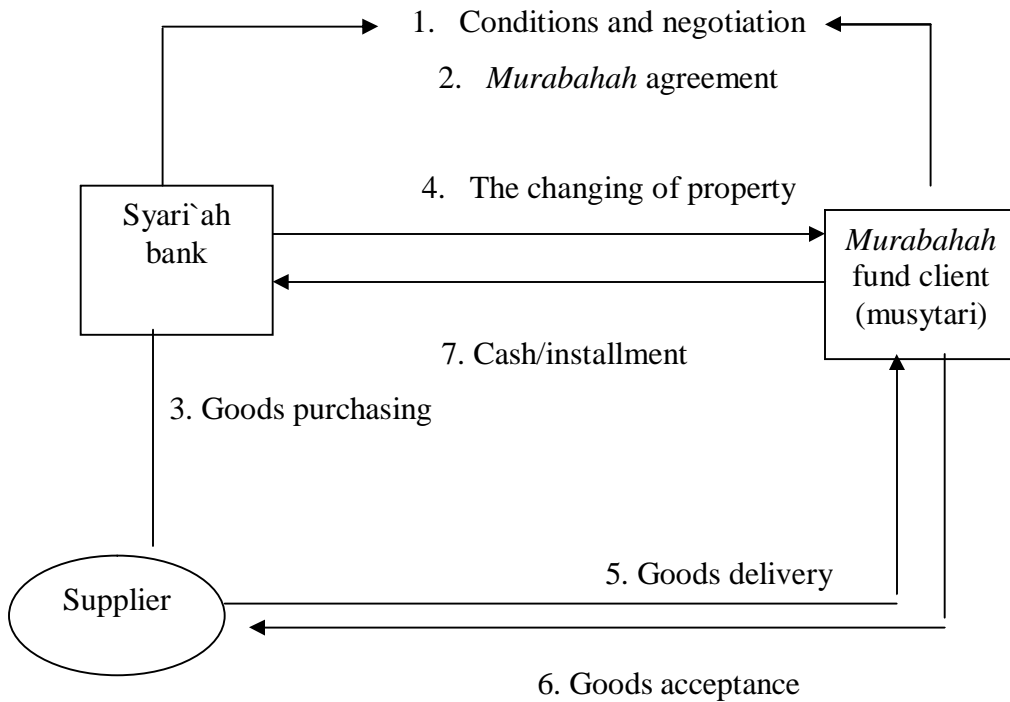 1. Conditions and negotiation
2. Murabahah agreement
4. The changing of property
Syari`ah
bank
Murabahah
fund client
(musytari)
7. Cash/installment
3. Goods purchasing
5. Goods delivery
Supplier
6. Goods acceptance